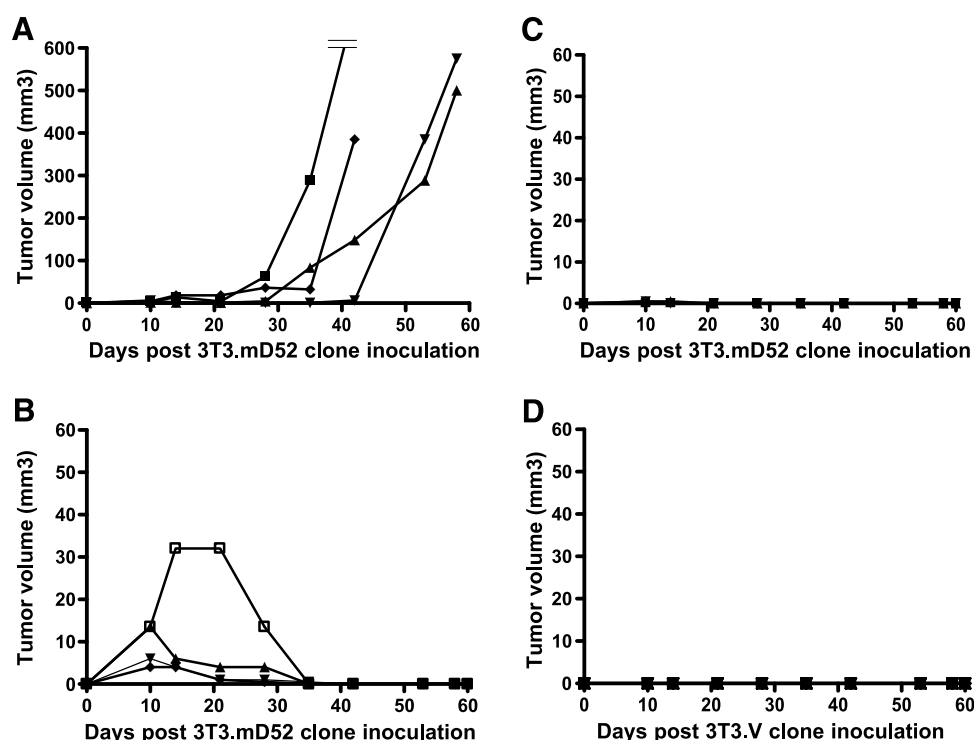 A
Tumor volume (mm3)
600
500
400
300
200
100
0
0 10 20 30 40 50 60
Days post 3T3.mD52 clone inoculation
C
Tumor volume (mm3)
60
50
40
30
20
10
0
0 10 20 30 40 50 60
Days post 3T3.mD52 clone inoculation
B
Tumor volume (mm3)
60
50
40
30
20
10
0
0 10 20 30 40 50 60
Days post 3T3.mD52 clone inoculation
D
Tumor volume (mm3)
60
50
40
30
20
10
0
0 10 20 30 40 50 60
Days post 3T3.V clone inoculation